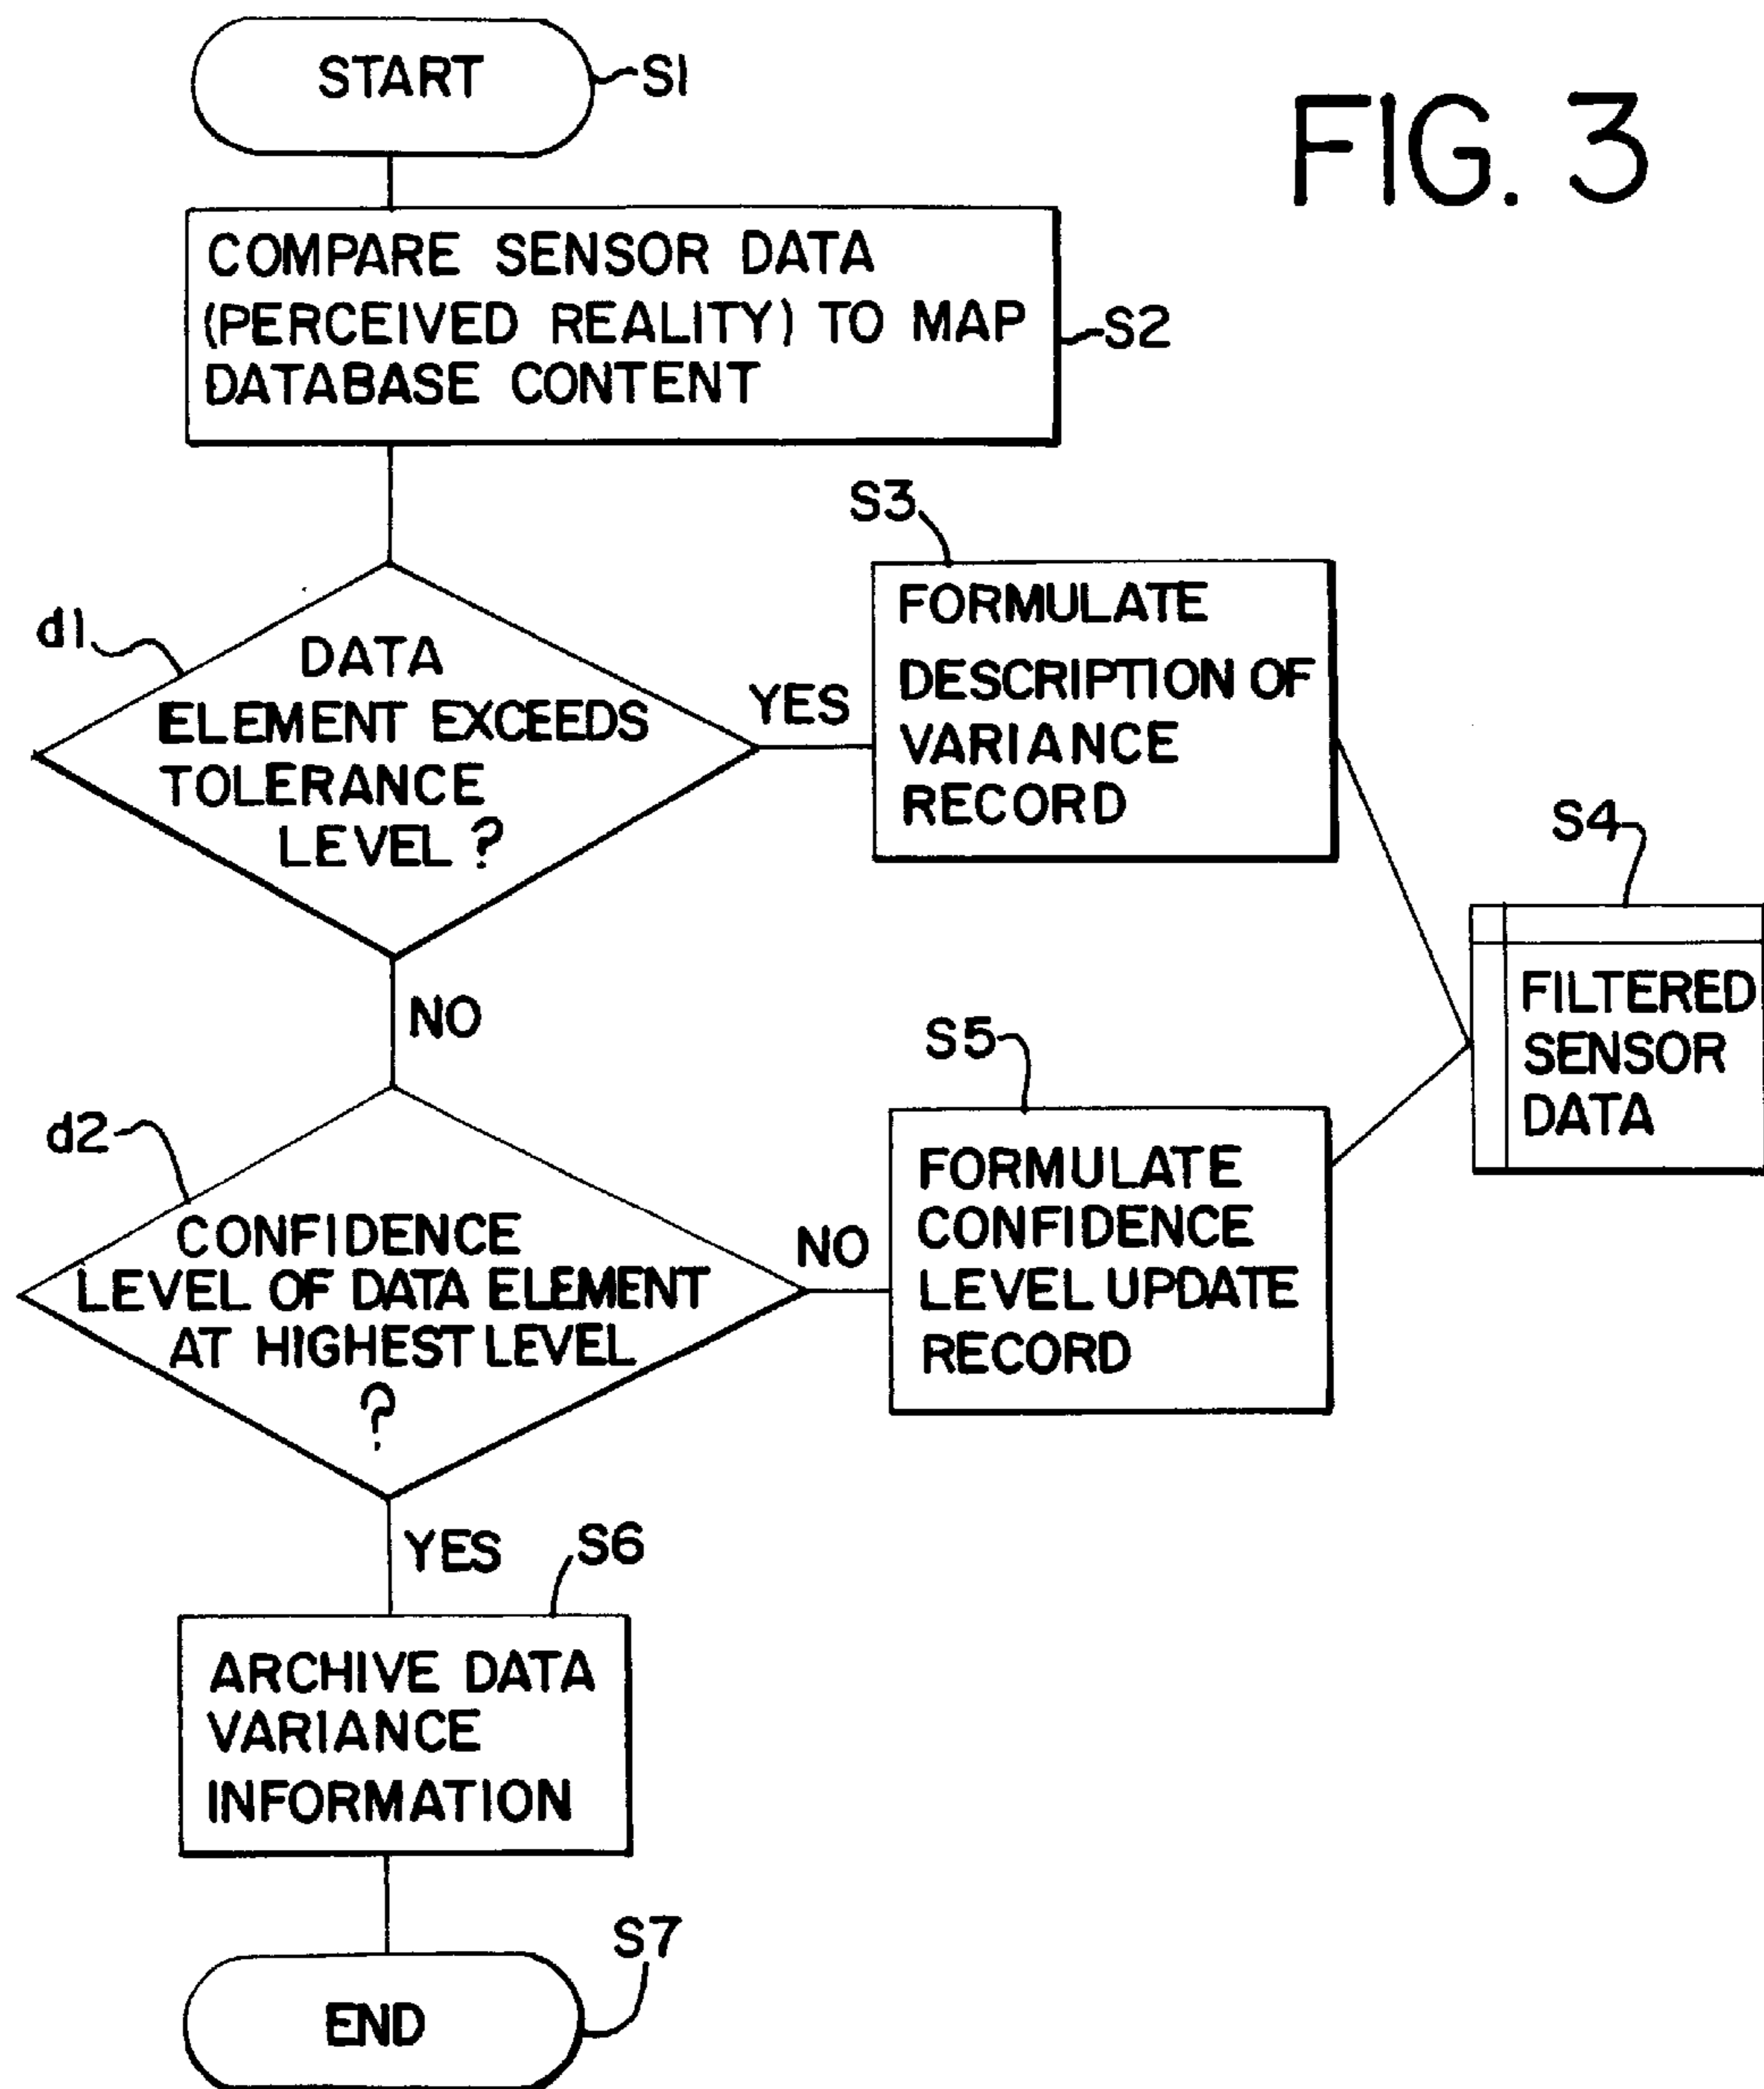 FIG. 3
START
S1
COMPARE SENSOR DATA
(PERCEIVED REALITY) TO MAP
DATABASE CONTENT
S2
d1
DATA
ELEMENT EXCEEDS
TOLERANCE
LEVEL ?
YES
S3
FORMULATE
DESCRIPTION OF
VARIANCE
RECORD
S4
FILTERED
SENSOR
DATA
NO
d2
CONFIDENCE
LEVEL OF DATA ELEMENT
AT HIGHEST LEVEL
?
NO
S5
FORMULATE
CONFIDENCE
LEVEL UPDATE
RECORD
YES
S6
ARCHIVE DATA
VARIANCE
INFORMATION
S7
END